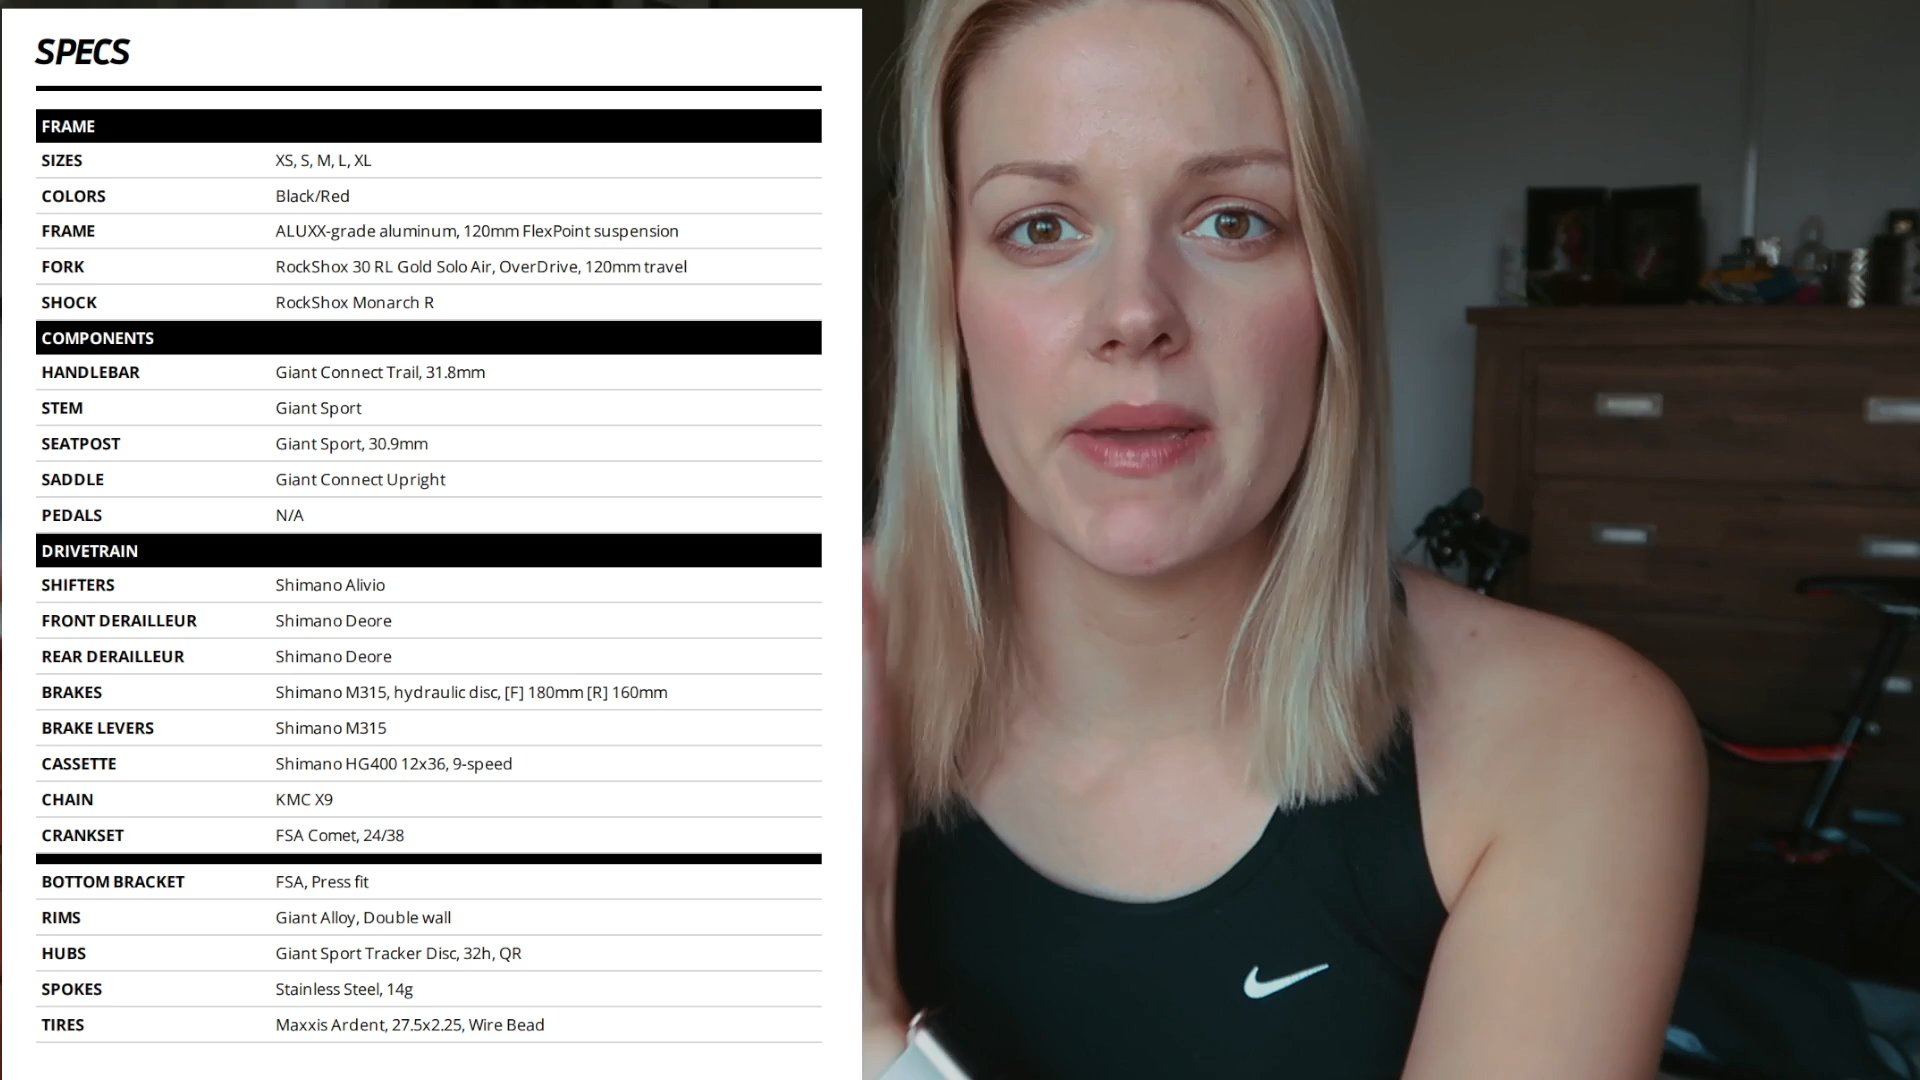 SPECS
FRAME
SIZES XS, S, M, L, XL
COLORS Black/Red
FRAME ALUXX-grade aluminum, 120mm FlexPoint suspension
FORK RockShox 30 RL Gold Solo Air, OverDrive, 120mm travel
SHOCK RockShox Monarch R
COMPONENTS
HANDLEBAR Giant Connect Trail, 31.8mm
STEM Giant Sport
SEATPOST Giant Sport, 30.9mm
SADDLE Giant Connect Upright
PEDALS N/A
DRIVETRAIN
SHIFTERS Shimano Alivio
FRONT DERAILLEUR Shimano Deore
REAR DERAILLEUR Shimano Deore
BRAKES Shimano M315, hydraulic disc, [F] 180mm [R] 160mm
BRAKE LEVERS Shimano M315
CASSETTE Shimano HG400 12x36, 9-speed
CHAIN KMC X9
CRANKSET FSA Comet, 24/38
BOTTOM BRACKET FSA, Press fit
RIMS Giant Alloy, Double wall
HUBS Giant Sport Tracker Disc, 32h, QR
SPOKES Stainless Steel, 14g
TIRES Maxxis Ardent, 27.5x2.25, Wire Bead